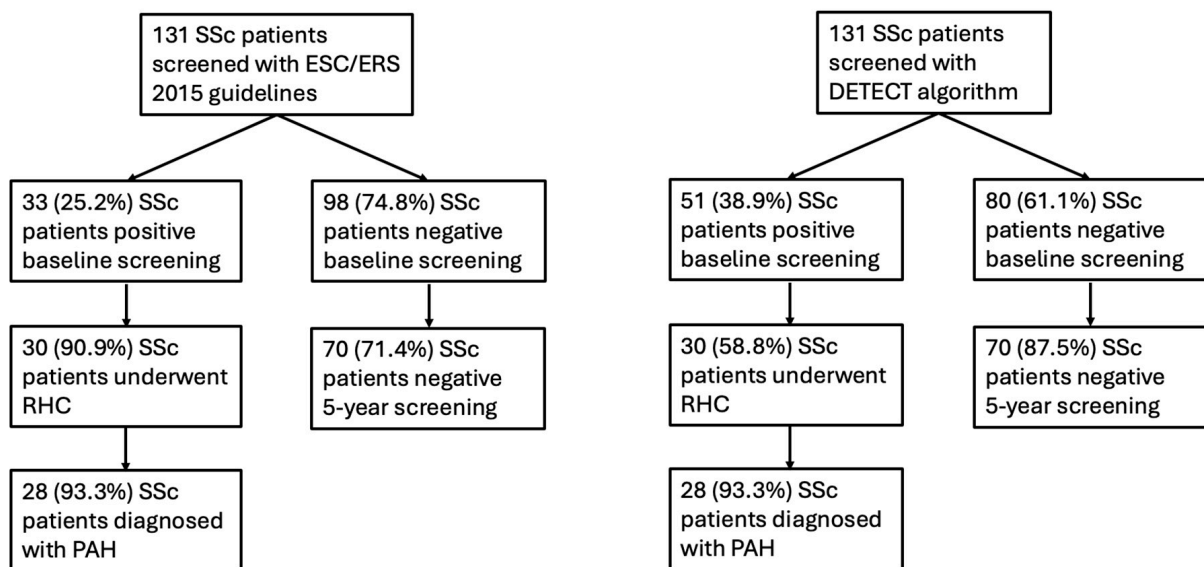 131 SSc patients
screened with ESC/ERS
2015 guidelines
33 (25.2%) SSc
patients positive
baseline screening
98 (74.8%) SSc
patients negative
baseline screening
30 (90.9%) SSc
patients underwent
RHC
70 (71.4%) SSc
patients negative
5-year screening
28 (93.3%) SSc
patients diagnosed
with PAH
131 SSc patients
screened with
DETECT algorithm
51 (38.9%) SSc
patients positive
baseline screening
80 (61.1%) SSc
patients negative
baseline screening
30 (58.8%) SSc
patients underwent
RHC
70 (87.5%) SSc
patients negative
5-year screening
28 (93.3%) SSc
patients diagnosed
with PAH